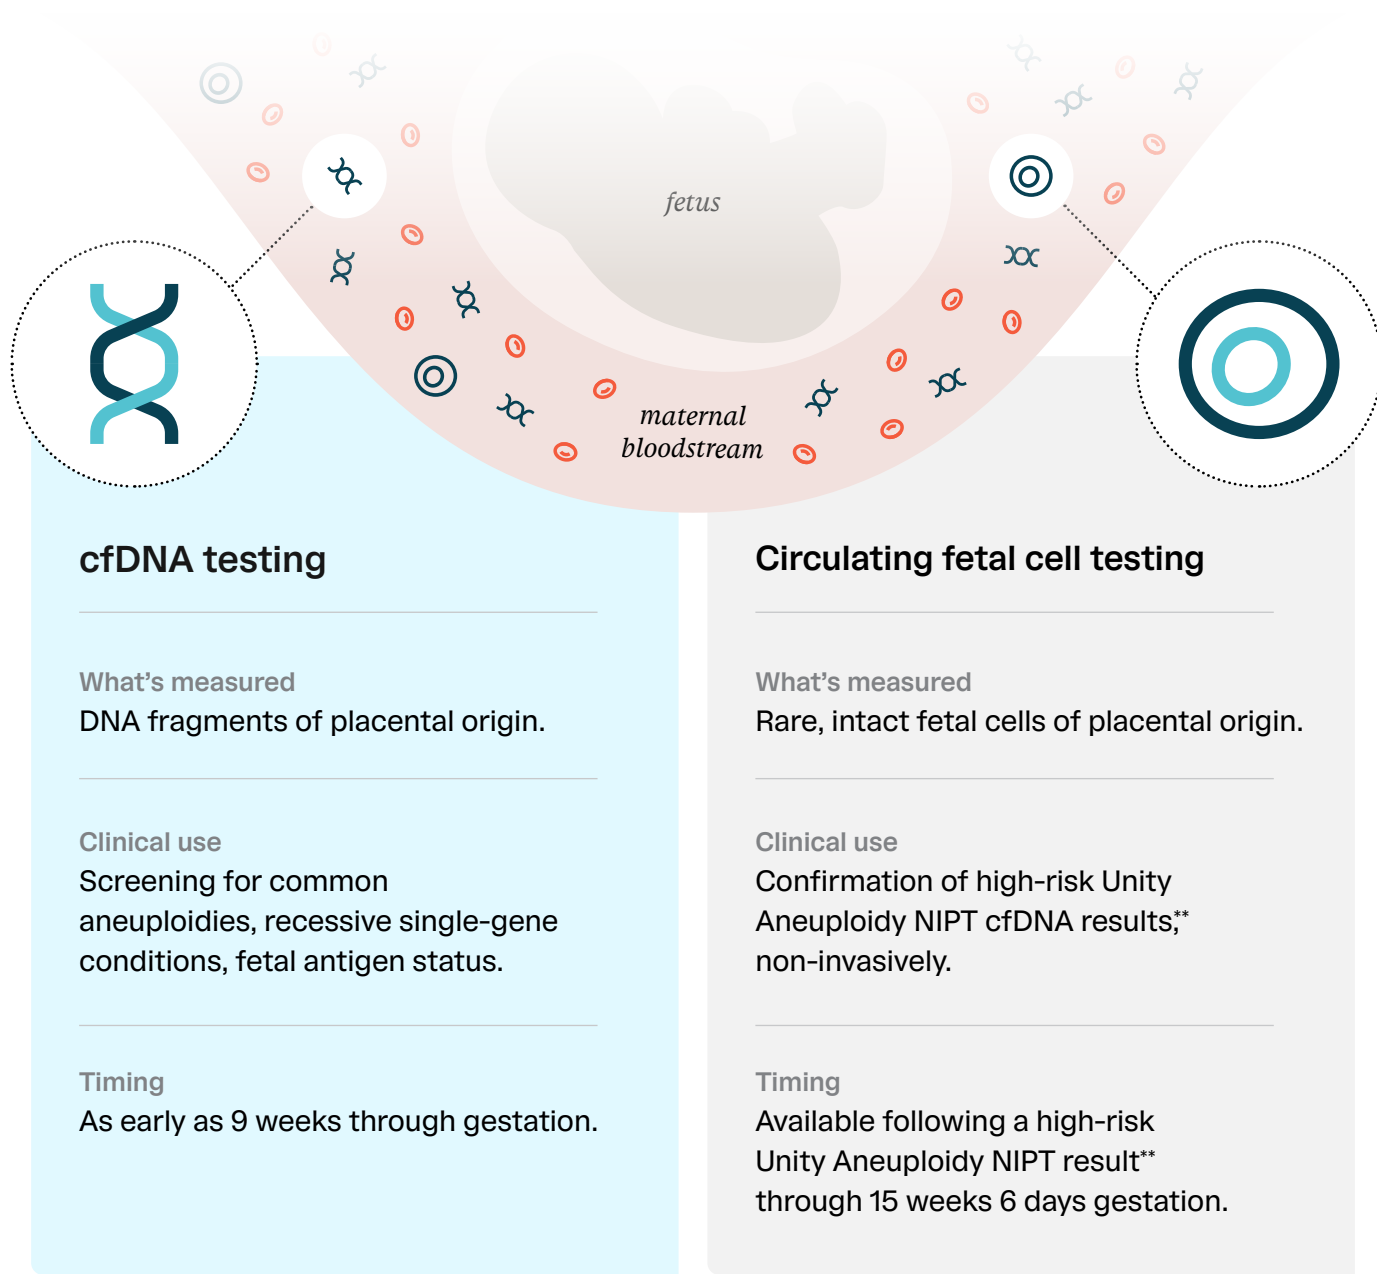 fetus
maternal
bloodstream
cfDNA testing
What’s measured
DNA fragments of placental origin.
Clinical use
Screening for common
aneuploidies, recessive single-gene
conditions, fetal antigen status.
Timing
As early as 9 weeks through gestation.
Circulating fetal cell testing
What’s measured
Rare, intact fetal cells of placental origin.
Clinical use
Confirmation of high-risk Unity
Aneuploidy NIPT cfDNA results,**
non-invasively.
Timing
Available following a high-risk
Unity Aneuploidy NIPT result**
through 15 weeks 6 days gestation.